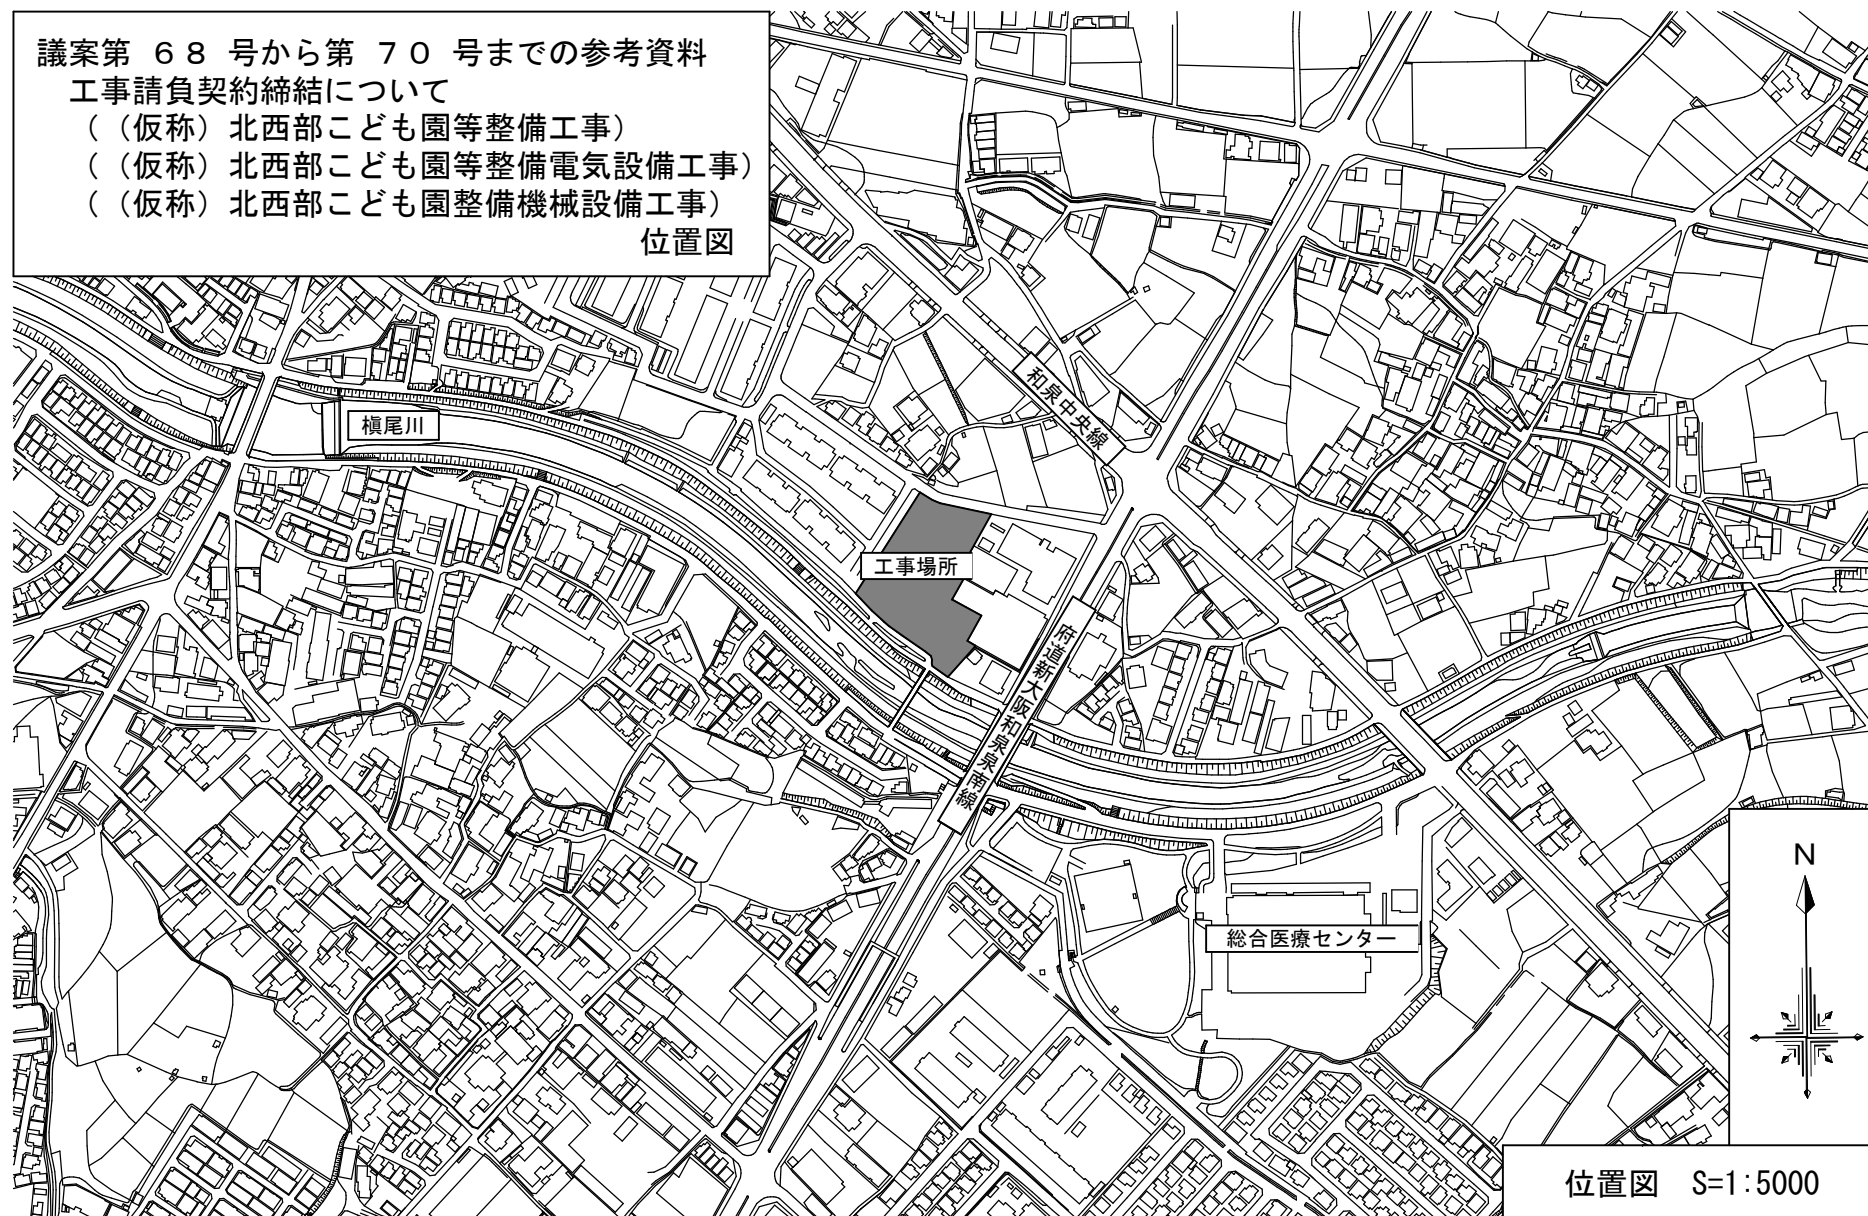 議案第 ６８ 号から第 ７０ 号までの参考資料
工事請負契約締結について
（（仮称）北西部こども園等整備工事）
（（仮称）北西部こども園等整備電気設備工事）
（（仮称）北西部こども園整備機械設備工事）
位置図
和泉中央線
槇尾川
工事場所
府道新大阪和泉泉南線
総合医療センター
N
位置図 S=1:5000